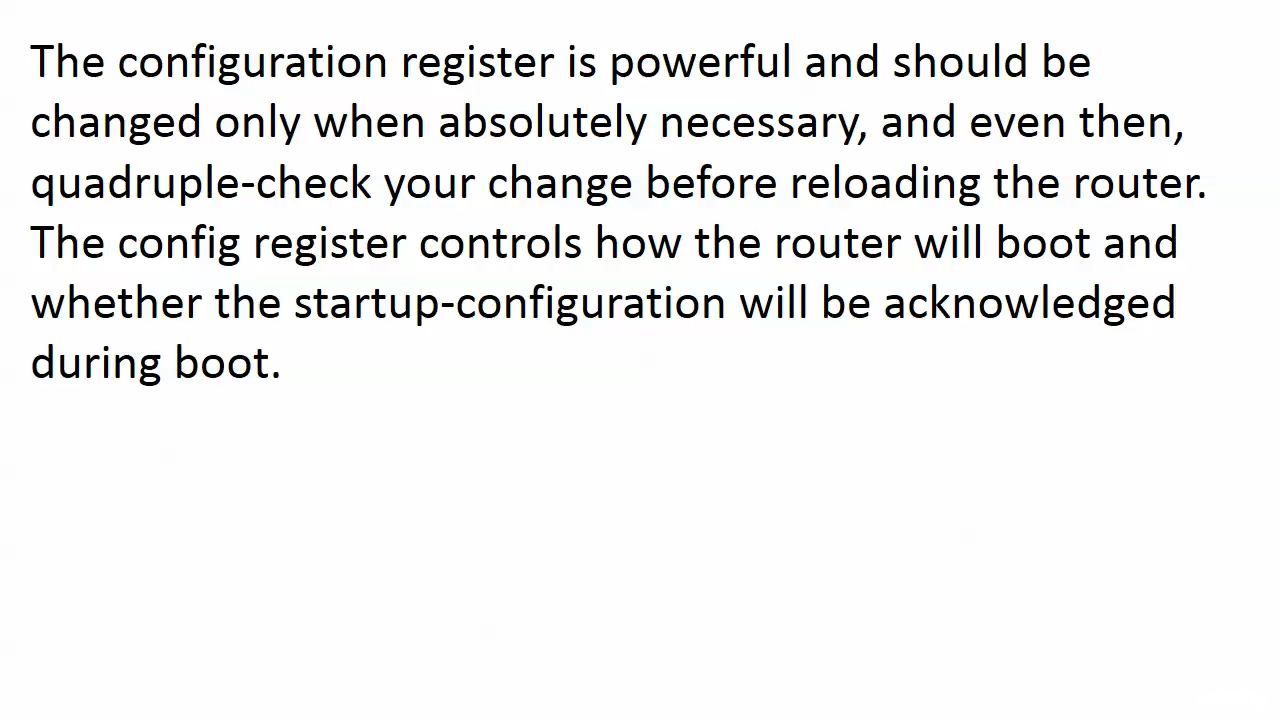 The configuration register is powerful and should be
changed only when absolutely necessary, and even then,
quadruple-check your change before reloading the router.
The config register controls how the router will boot and
whether the startup-configuration will be acknowledged
during boot.